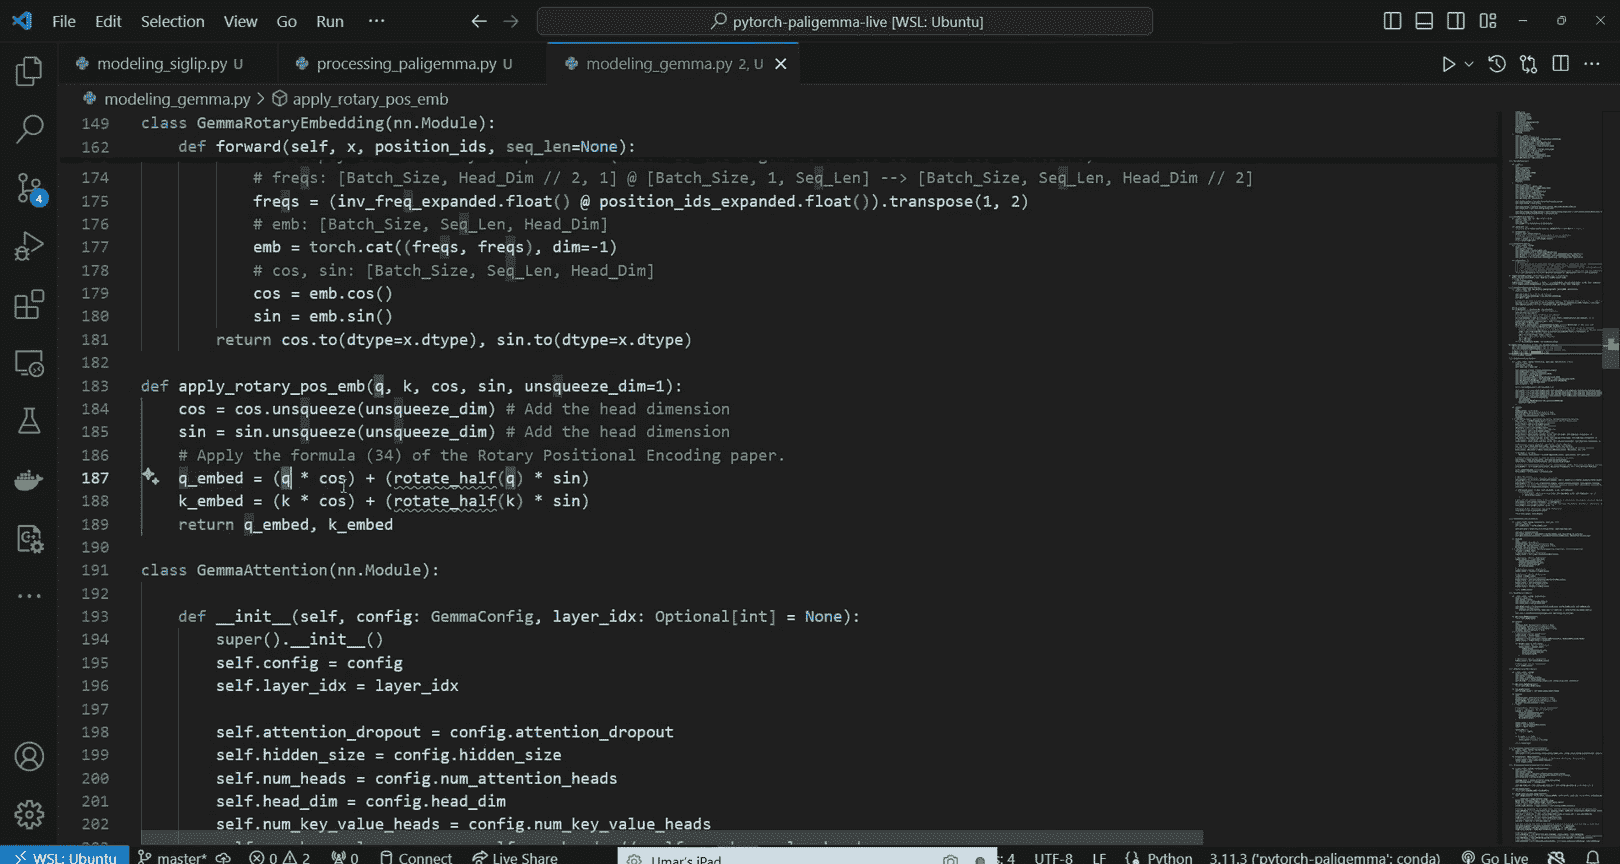 File Edit Selection View Go Run ··· pytorch-paligemma-live [WSL: Ubuntu]
modeling_siglip.py U processing_paligemma.py U modeling_gemma.py 2, U
modeling_gemma.py > apply_rotary_pos_emb
149 class GemmaRotaryEmbedding(nn.Module):
162 def forward(self, x, position_ids, seq_len=None):
174 # freqs: [Batch_Size, Head_Dim // 2, 1] @ [Batch_Size, 1, Seq_Len] --> [Batch_Size, Seq_Len, Head_Dim // 2]
175 freqs = (inv_freq_expanded.float() @ position_ids_expanded.float()).transpose(1, 2)
176 # emb: [Batch_Size, Seq_Len, Head_Dim]
177 emb = torch.cat((freqs, freqs), dim=-1)
178 # cos, sin: [Batch_Size, Seq_Len, Head_Dim]
179 cos = emb.cos()
180 sin = emb.sin()
181 return cos.to(dtype=x.dtype), sin.to(dtype=x.dtype)
182
183 def apply_rotary_pos_emb(q, k, cos, sin, unsqueeze_dim=1):
184 cos = cos.unsqueeze(unsqueeze_dim) # Add the head dimension
185 sin = sin.unsqueeze(unsqueeze_dim) # Add the head dimension
186 # Apply the formula (34) of the Rotary Positional Encoding paper.
187 q_embed = (q * cos) + (rotate_half(q) * sin)
188 k_embed = (k * cos) + (rotate_half(k) * sin)
189 return q_embed, k_embed
190
191 class GemmaAttention(nn.Module):
192
193 def __init__(self, config: GemmaConfig, layer_idx: Optional[int] = None):
194 super().__init__()
195 self.config = config
196 self.layer_idx = layer_idx
197
198 self.attention_dropout = config.attention_dropout
199 self.hidden_size = config.hidden_size
200 self.num_heads = config.num_attention_heads
201 self.head_dim = config.head_dim
202 self.num_key_value_heads = config.num_key_value_heads
4
WSL: Ubuntu master* 0 2 0 Connect Live Share Umar's iPad : 4 UTF-8 LF Python 3.11.3 ('pytorch-paligemma': conda) Go Live